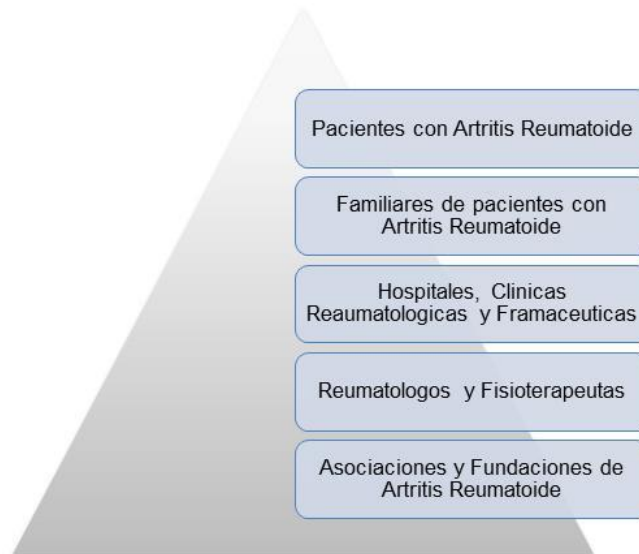 Pacientes con Artritis Reumatoide
Familiares de pacientes con
Artritis Reumatoide
Hospitales, Clinicas
Reaumatologicas y Framaceuticas
Reumatologos y Fisioterapeutas
Asociaciones y Fundaciones de
Artritis Reumatoide